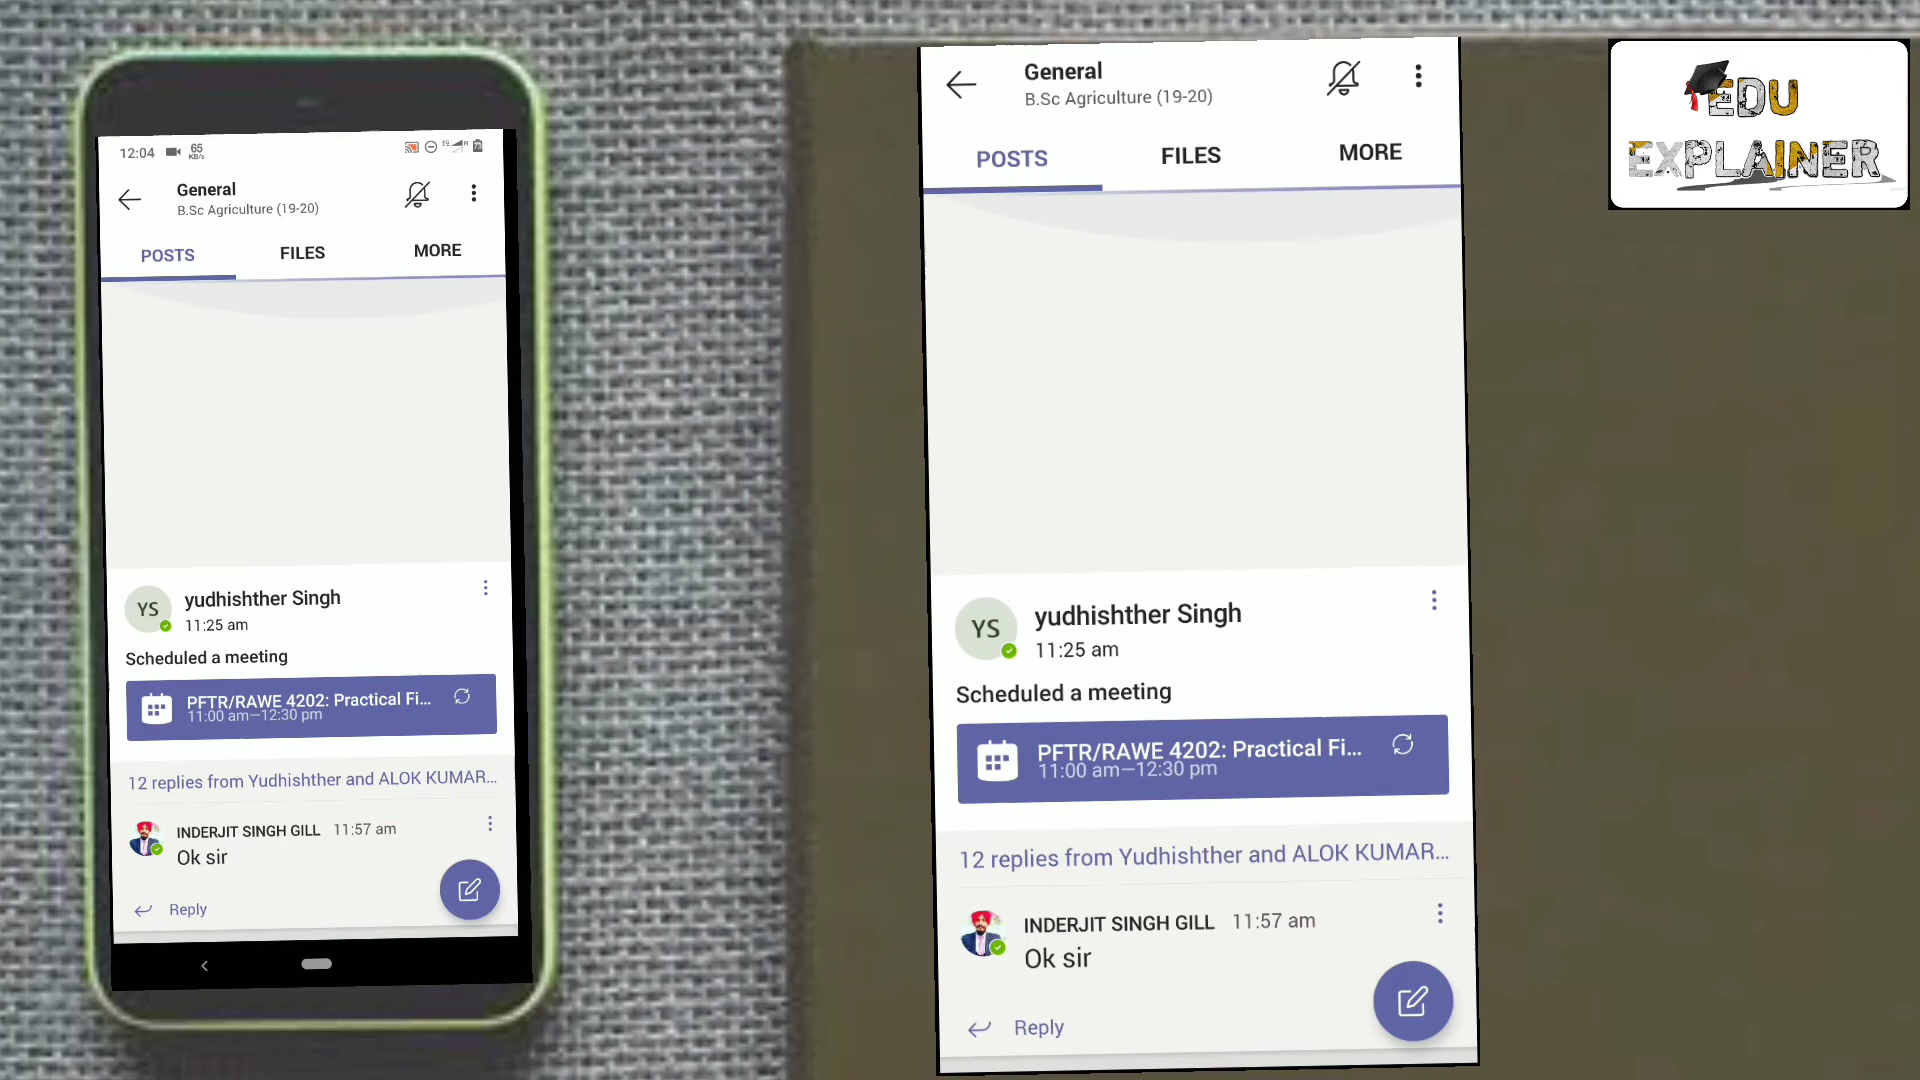 12:04
65
KB/s
General
B.Sc Agriculture (19-20)
POSTS FILES MORE
YS
yudhishther Singh
11:25 am
Scheduled a meeting
PFTR/RAWE 4202: Practical Fi...
11:00 am—12:30 pm
12 replies from Yudhishther and ALOK KUMAR...
INDERJIT SINGH GILL 11:57 am
Ok sir
Reply
General
B.Sc Agriculture (19-20)
POSTS FILES MORE
YS
yudhishther Singh
11:25 am
Scheduled a meeting
PFTR/RAWE 4202: Practical Fi...
11:00 am—12:30 pm
12 replies from Yudhishther and ALOK KUMAR...
INDERJIT SINGH GILL 11:57 am
Ok sir
Reply
EDU
EXPLAINER